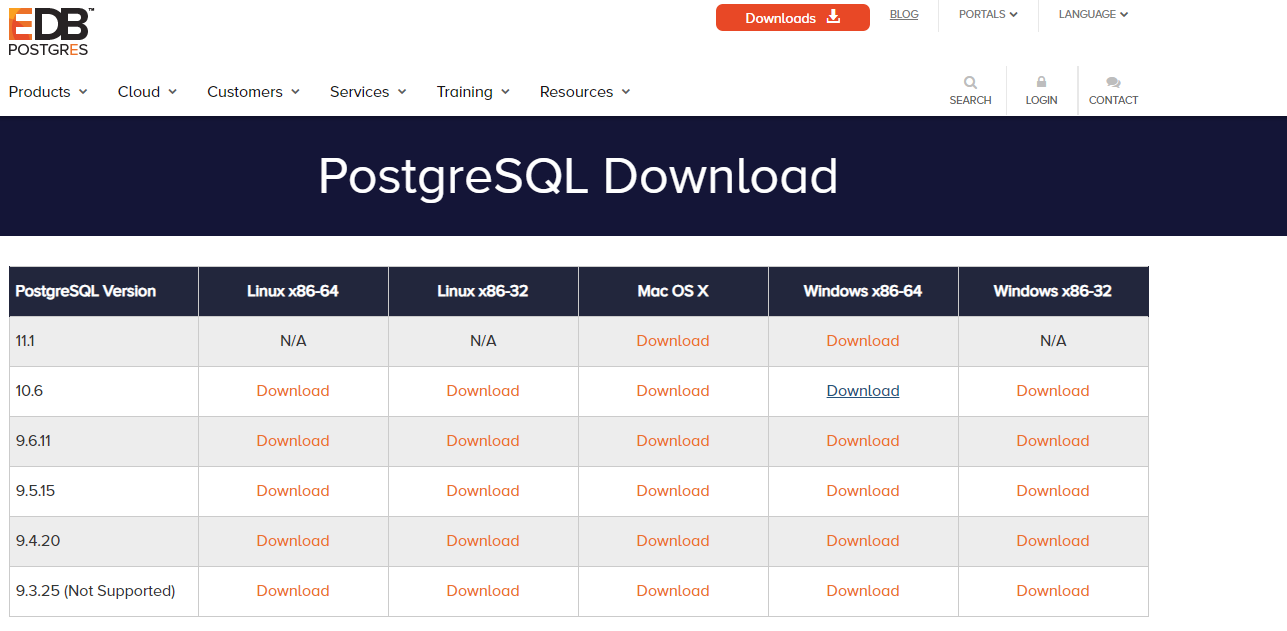 EDB™
POSTGRES
Downloads
BLOG
PORTALS
LANGUAGE
Products
Cloud
Customers
Services
Training
Resources
SEARCH
LOGIN
CONTACT
PostgreSQL Download
PostgreSQL Version Linux x86-64 Linux x86-32 Mac OS X Windows x86-64 Windows x86-32
11.1 N/A N/A Download Download N/A
10.6 Download Download Download Download Download
9.6.11 Download Download Download Download Download
9.5.15 Download Download Download Download Download
9.4.20 Download Download Download Download Download
9.3.25 (Not Supported) Download Download Download Download Download